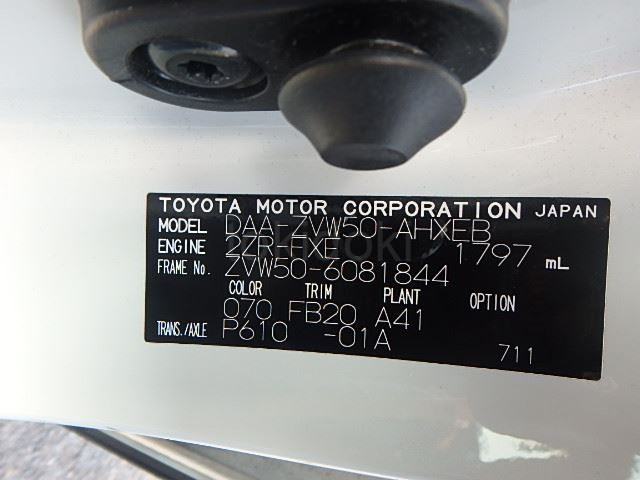 TOYOTA MOTOR CORPORATION JAPAN
MODEL DAA-ZVW50-AHXEB
ENGINE 2ZR-FXE 1797 mL
FRAME No. ZVW50-6081844
COLOR TRIM PLANT OPTION
070 FB20 A41
TRANS./AXLE P610 -01A
711